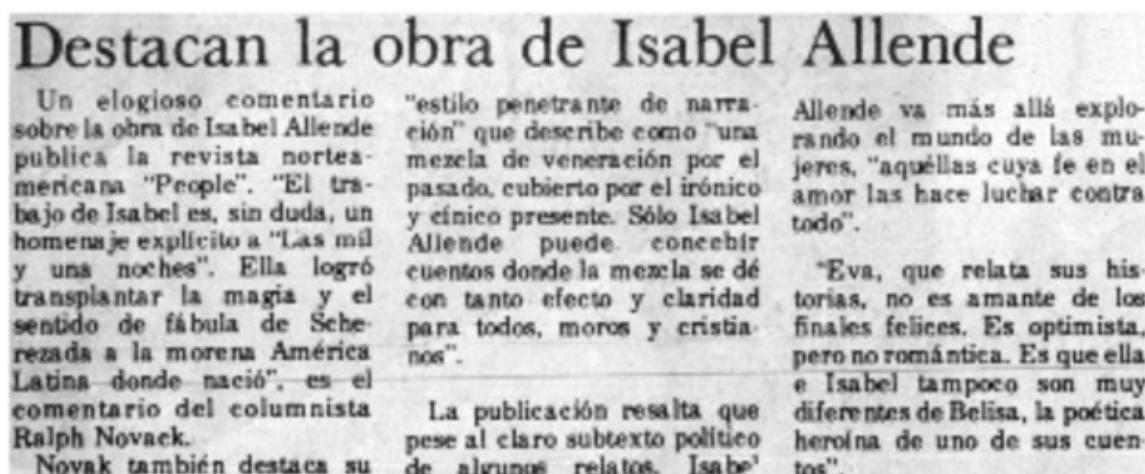 Destacan la obra de Isabel Allende
Un elogioso comentario
sobre la obra de Isabel Allende
publica la revista nortea-
mericana "People". "El tra-
bajo de Isabel es, sin duda, un
homenaje explícito a "Las mil
y una noches". Ella logró
transplantar la magia y el
sentido de fábula de Sche-
rezada a la morena América
Latina donde nació", es el
comentario del columnista
Ralph Novack.
Novak también destaca su
"estilo penetrante de narra-
ción" que describe como "una
mezcla de veneración por el
pasado, cubierto por el irónico
y cínico presente. Sólo Isabel
Allende puede concebir
cuentos donde la mezcla se dé
con tanto efecto y claridad
para todos, moros y cristia-
nos".
La publicación resalta que
pese al claro subtexto político
de algunos relatos, Isabel
Allende va más allá explo-
rando el mundo de las mu-
jeres, "aquéllas cuya fe en el
amor las hace luchar contra
todo".
"Eva, que relata sus his-
torias, no es amante de los
finales felices. Es optimista,
pero no romántica. Es que ella
e Isabel tampoco son muy
diferentes de Belisa, la poética
heroína de uno de sus cuen-
tos".